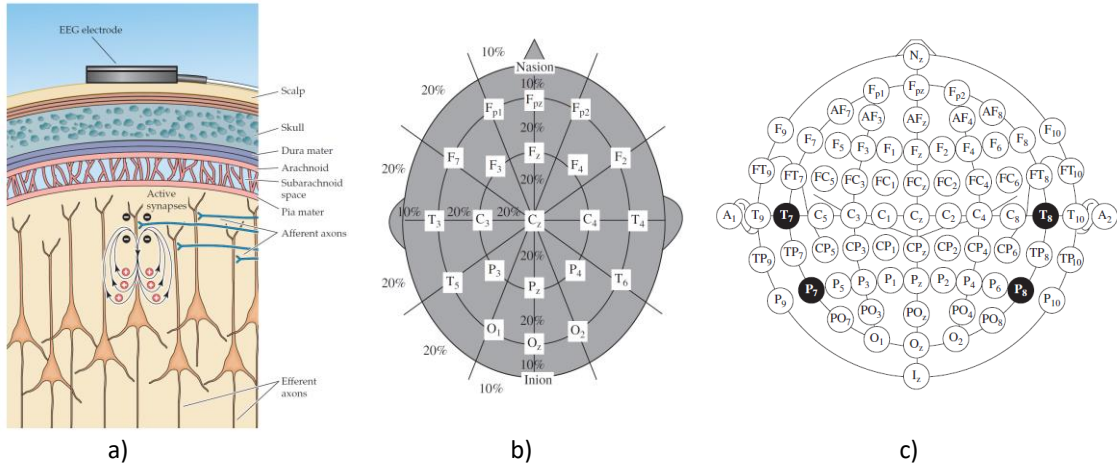 EEG electrode
Scalp
Skull
Dura mater
Arachnoid
Subarachnoid
space
Pia mater
Active
synapses
Afferent axons
Efferent
axons
a)
10%
Nasion
20% 10%
Fp1 Fpz Fp2
20%
F7 F3 Fz F4 F2
20% 20%
10% T3 20% C3 20% Cz C4 T4
20%
T5 P3 Pz P4 T6
20% 20%
O1 Oz O2
20% 10%
Inion
10%
b)
Nz
Fp1 Fpz Fp2
AF7 AF3 AFz AF4 AF8
F9 F7 F5 F3 F1 Fz F2 F4 F6 F8 F10
FT9 FT7 FC5 FC3 FC1 FCz FC2 FC4 FC6 FT8 FT10
A1 T9 T7 C5 C3 C1 Cz C2 C4 C8 T8 T10 A2
TP9 TP7 CP5 CP3 CP1 CPz CP2 CP4 CP6 TP8 TP10
P9 P7 P5 P3 P1 Pz P2 P4 P6 P8 P10
PO7 PO3 POz PO4 PO8
O1 Oz O2
Iz
c)